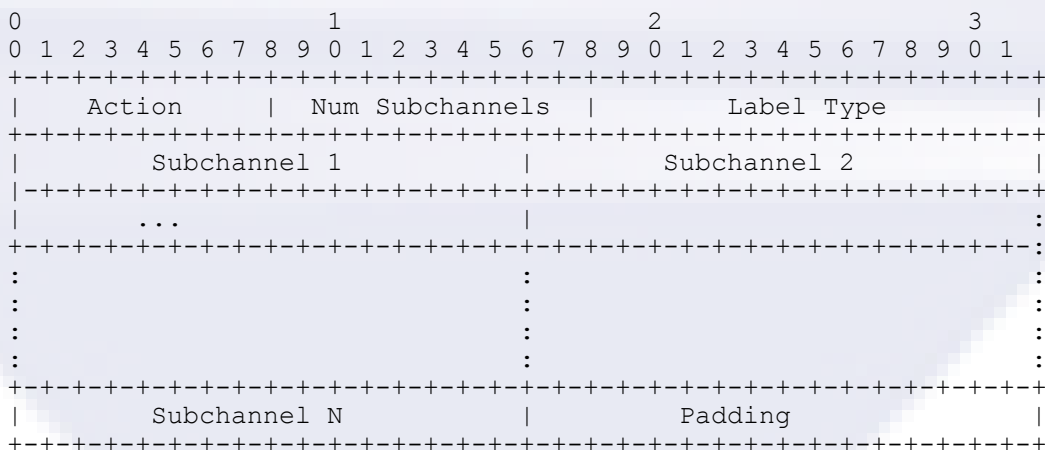 0                   1                   2                   3
0 1 2 3 4 5 6 7 8 9 0 1 2 3 4 5 6 7 8 9 0 1 2 3 4 5 6 7 8 9 0 1
+-+-+-+-+-+-+-+-+-+-+-+-+-+-+-+-+-+-+-+-+-+-+-+-+-+-+-+-+-+-+-+-+
|    Action     |  Num Subchannels  |        Label Type         |
+-+-+-+-+-+-+-+-+-+-+-+-+-+-+-+-+-+-+-+-+-+-+-+-+-+-+-+-+-+-+-+-+
|        Subchannel 1           |        Subchannel 2           |
|-+-+-+-+-+-+-+-+-+-+-+-+-+-+-+-+-+-+-+-+-+-+-+-+-+-+-+-+-+-+-+-+
|       ...                     |                               :
+-+-+-+-+-+-+-+-+-+-+-+-+-+-+-+-+-+-+-+-+-+-+-+-+-+-+-+-+-+-+-+-:
:                               :                               :
:                               :                               :
:                               :                               :
:                               :                               :
+-+-+-+-+-+-+-+-+-+-+-+-+-+-+-+-+-+-+-+-+-+-+-+-+-+-+-+-+-+-+-+-+
|        Subchannel N           |         Padding               |
+-+-+-+-+-+-+-+-+-+-+-+-+-+-+-+-+-+-+-+-+-+-+-+-+-+-+-+-+-+-+-+-+